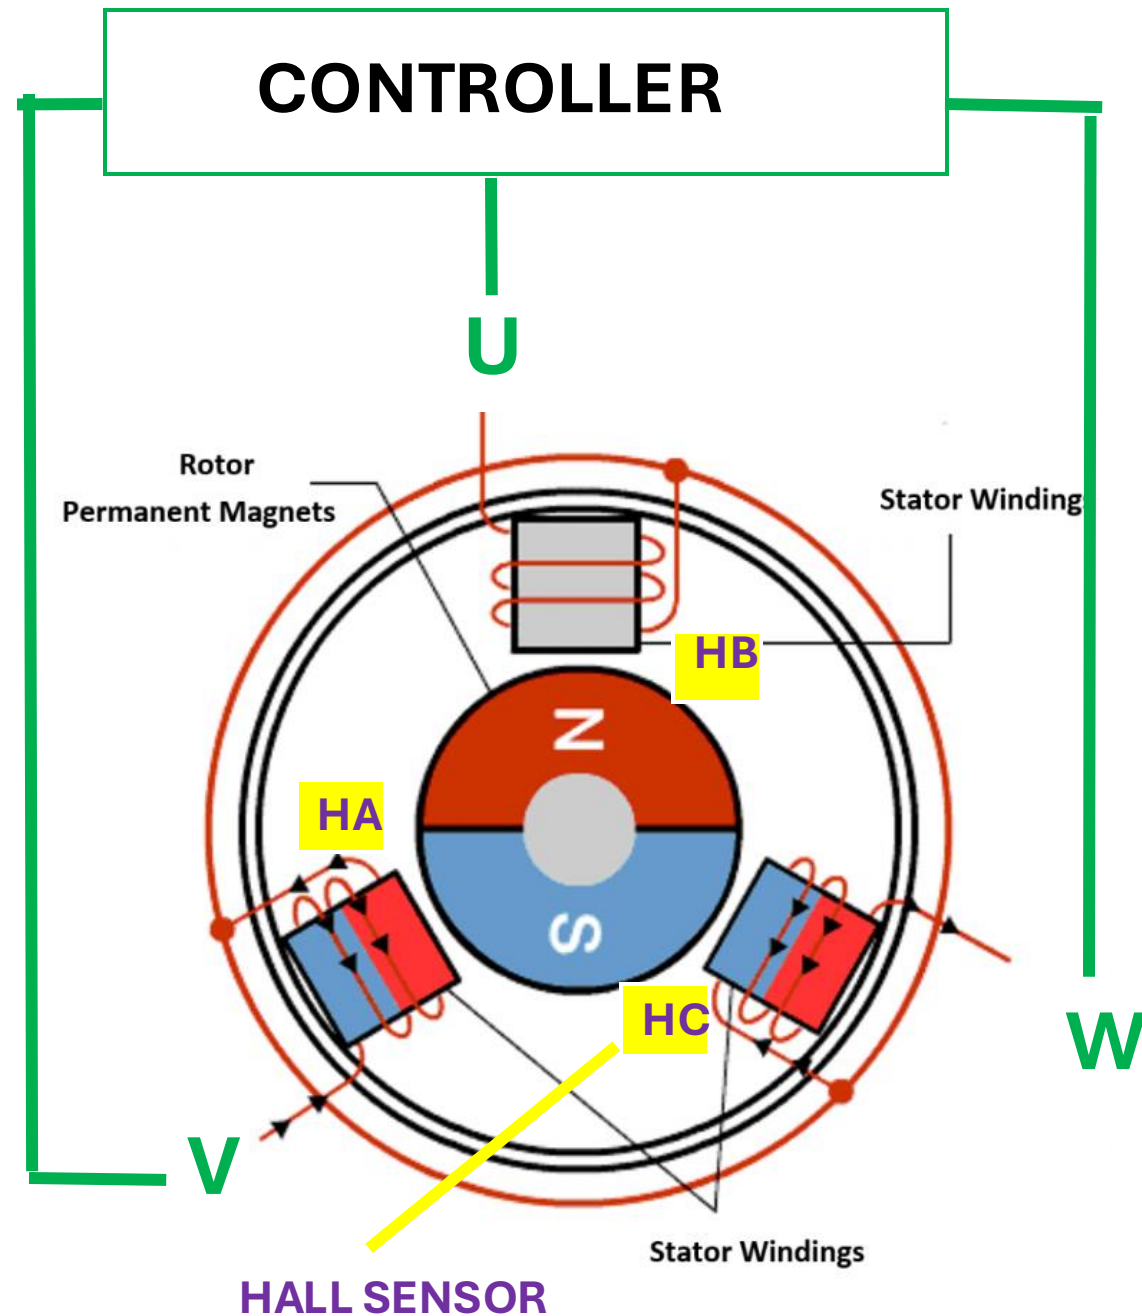 CONTROLLER
U
Rotor
Permanent Magnets
Stator Winding
HB
N
HA
S
HC
W
V
Stator Windings
HALL SENSOR